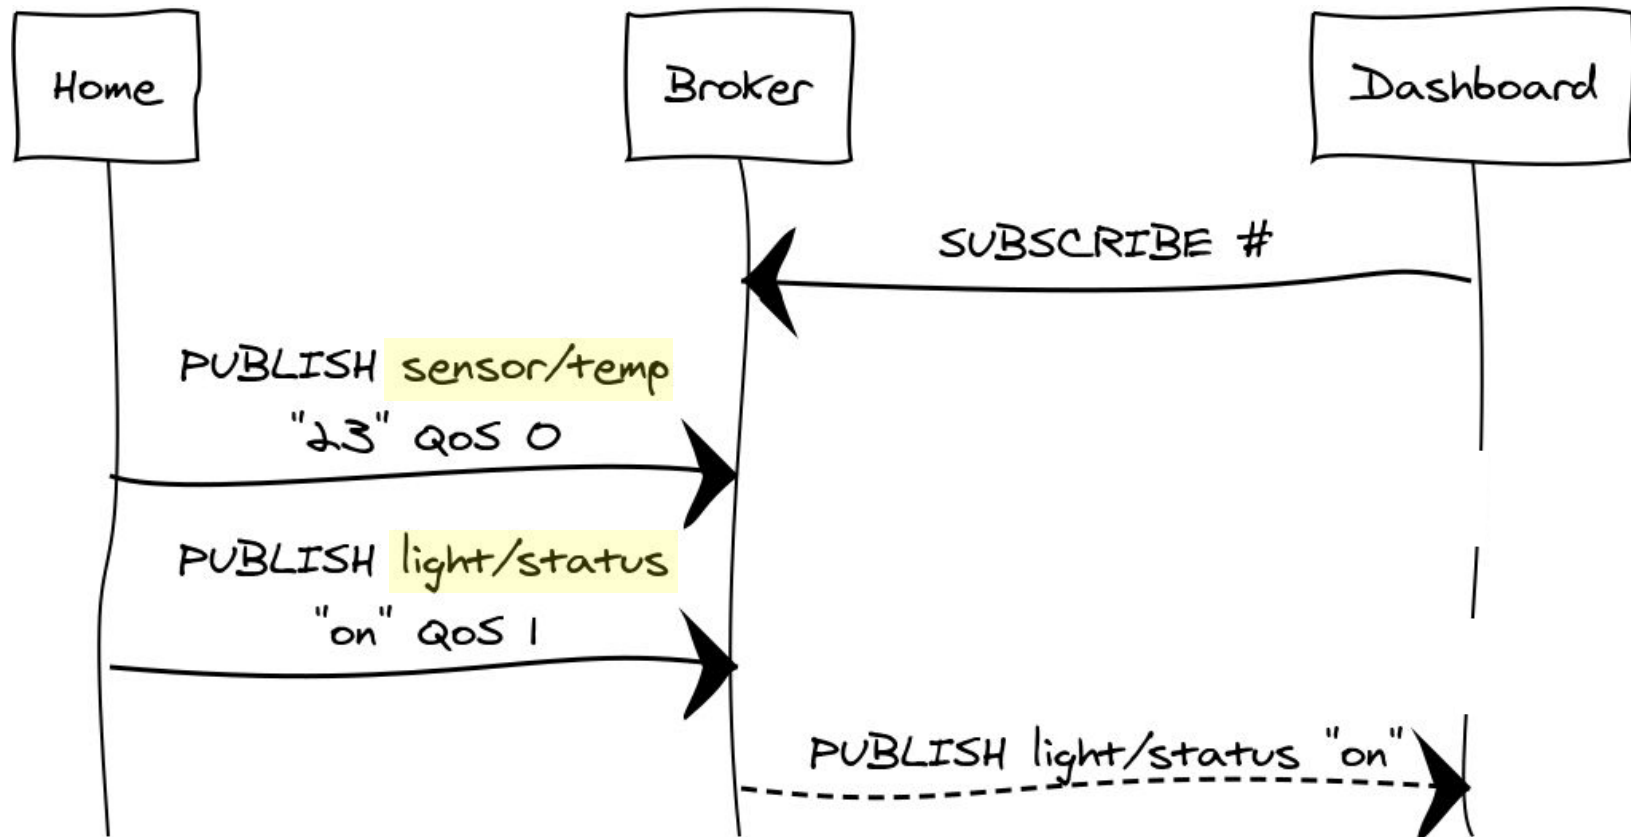 Home
Broker
Dashboard
SUBSCRIBE #
PUBLISH sensor/temp
"23" QoS 0
PUBLISH light/status
"on" QoS 1
PUBLISH light/status "on"